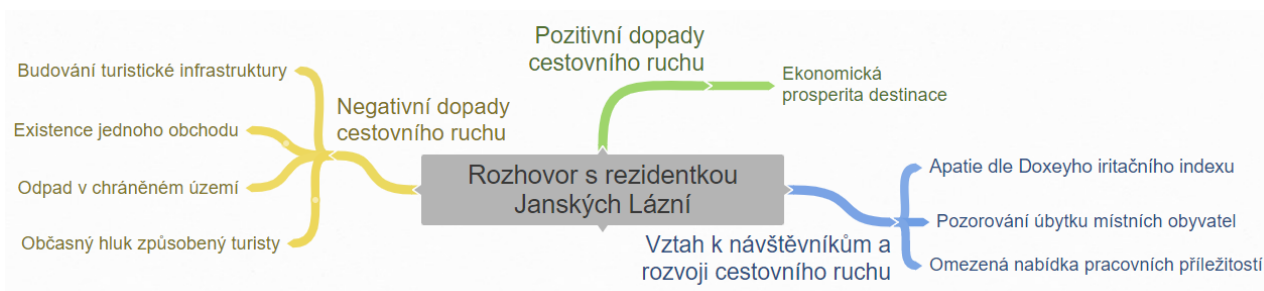 Budování turistické infrastruktury
Existence jednoho obchodu
Odpad v chráněném území
Občasný hluk způsobený turisty
Negativní dopady
cestovního ruchu
Pozitivní dopady
cestovního ruchu
Ekonomická
prosperita destinace
Rozhovor s rezidentkou
Janských Lázní
Vztah k návštěvníkům a
rozvoji cestovního ruchu
Apatie dle Doxeyho iritačního indexu
Pozorování úbytku místních obyvatel
Omezená nabídka pracovních příležitostí